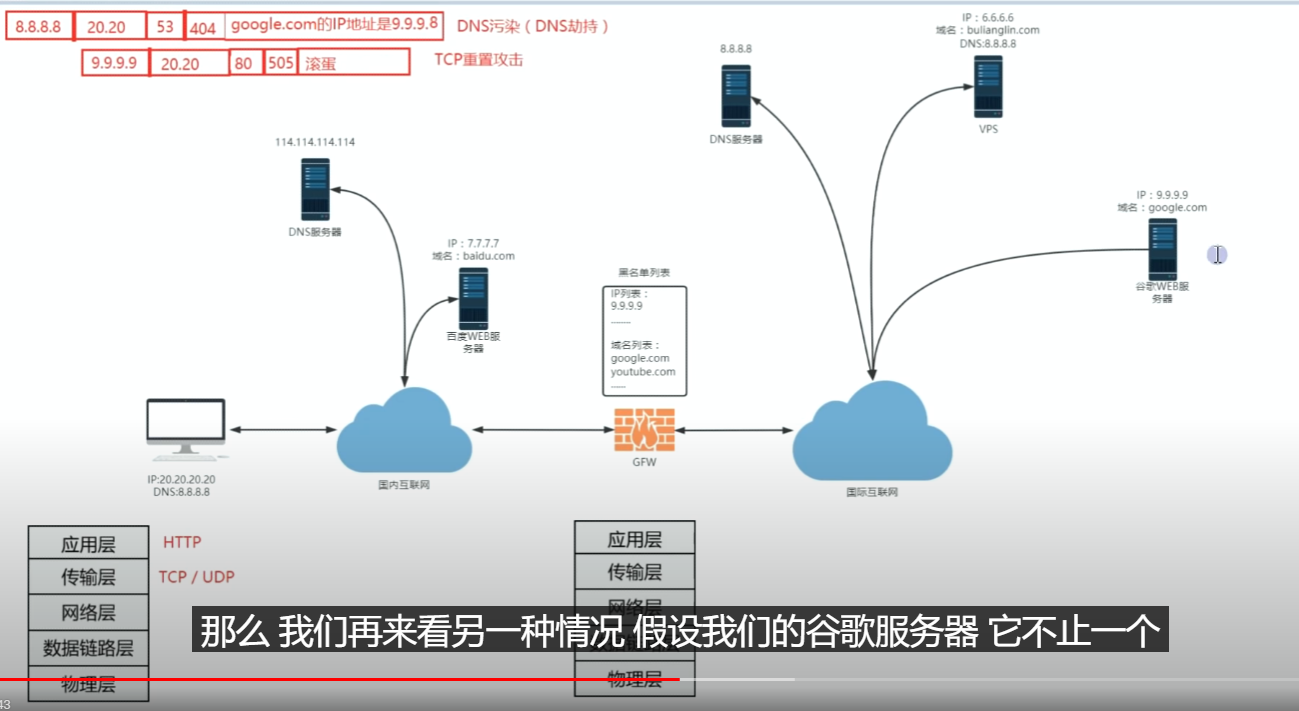 8.8.8.8 20.20 53 404 google.com的IP地址是9.9.9.8 DNS污染（DNS劫持）
9.9.9.9 20.20 80 505 滚蛋 TCP重置攻击
IP：6.6.6.6
域名：bulianglin.com
DNS:8.8.8.8
VPS
8.8.8.8
DNS服务器
114.114.114.114
DNS服务器
IP：9.9.9.9
域名：google.com
谷歌WEB服
务器
IP：7.7.7.7
域名：baidu.com
百度WEB服
务器
黑名单列表
IP列表：
9.9.9.9
------
域名列表：
google.com
youtube.com
-----
GFW
IP:20.20.20.20
DNS:8.8.8.8
国内互联网
国际互联网
应用层 HTTP
传输层 TCP / UDP
网络层
数据链路层
物理层
应用层
传输层
网络层
物理层
那么 我们再来看另一种情况 假设我们的谷歌服务器 它不止一个